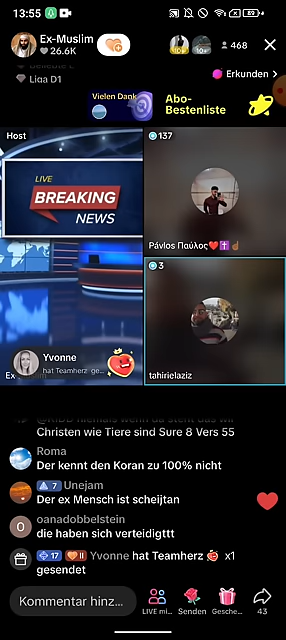 13:55
89
Ex-Muslim
26.6K
10+
468
Liga D1
Erkunden
Vielen Dank
Abo-
Bestenliste
Host
LIVE
BREAKING
NEWS
137
Pávlos Παύλος
3
tahirielaziz
Yvonne
hat Teamherz ge...
Christen wie Tiere sind Sure 8 Vers 55
Roma
Der kennt den Koran zu 100% nicht
7 Unejam
Der ex Mensch ist scheijtan
O oanadobbelstein
die haben sich verteidigttt
17 II Yvonne hat Teamherz x1
gesendet
Kommentar hinz...
LIVE mi...
Senden
Gesche...
43